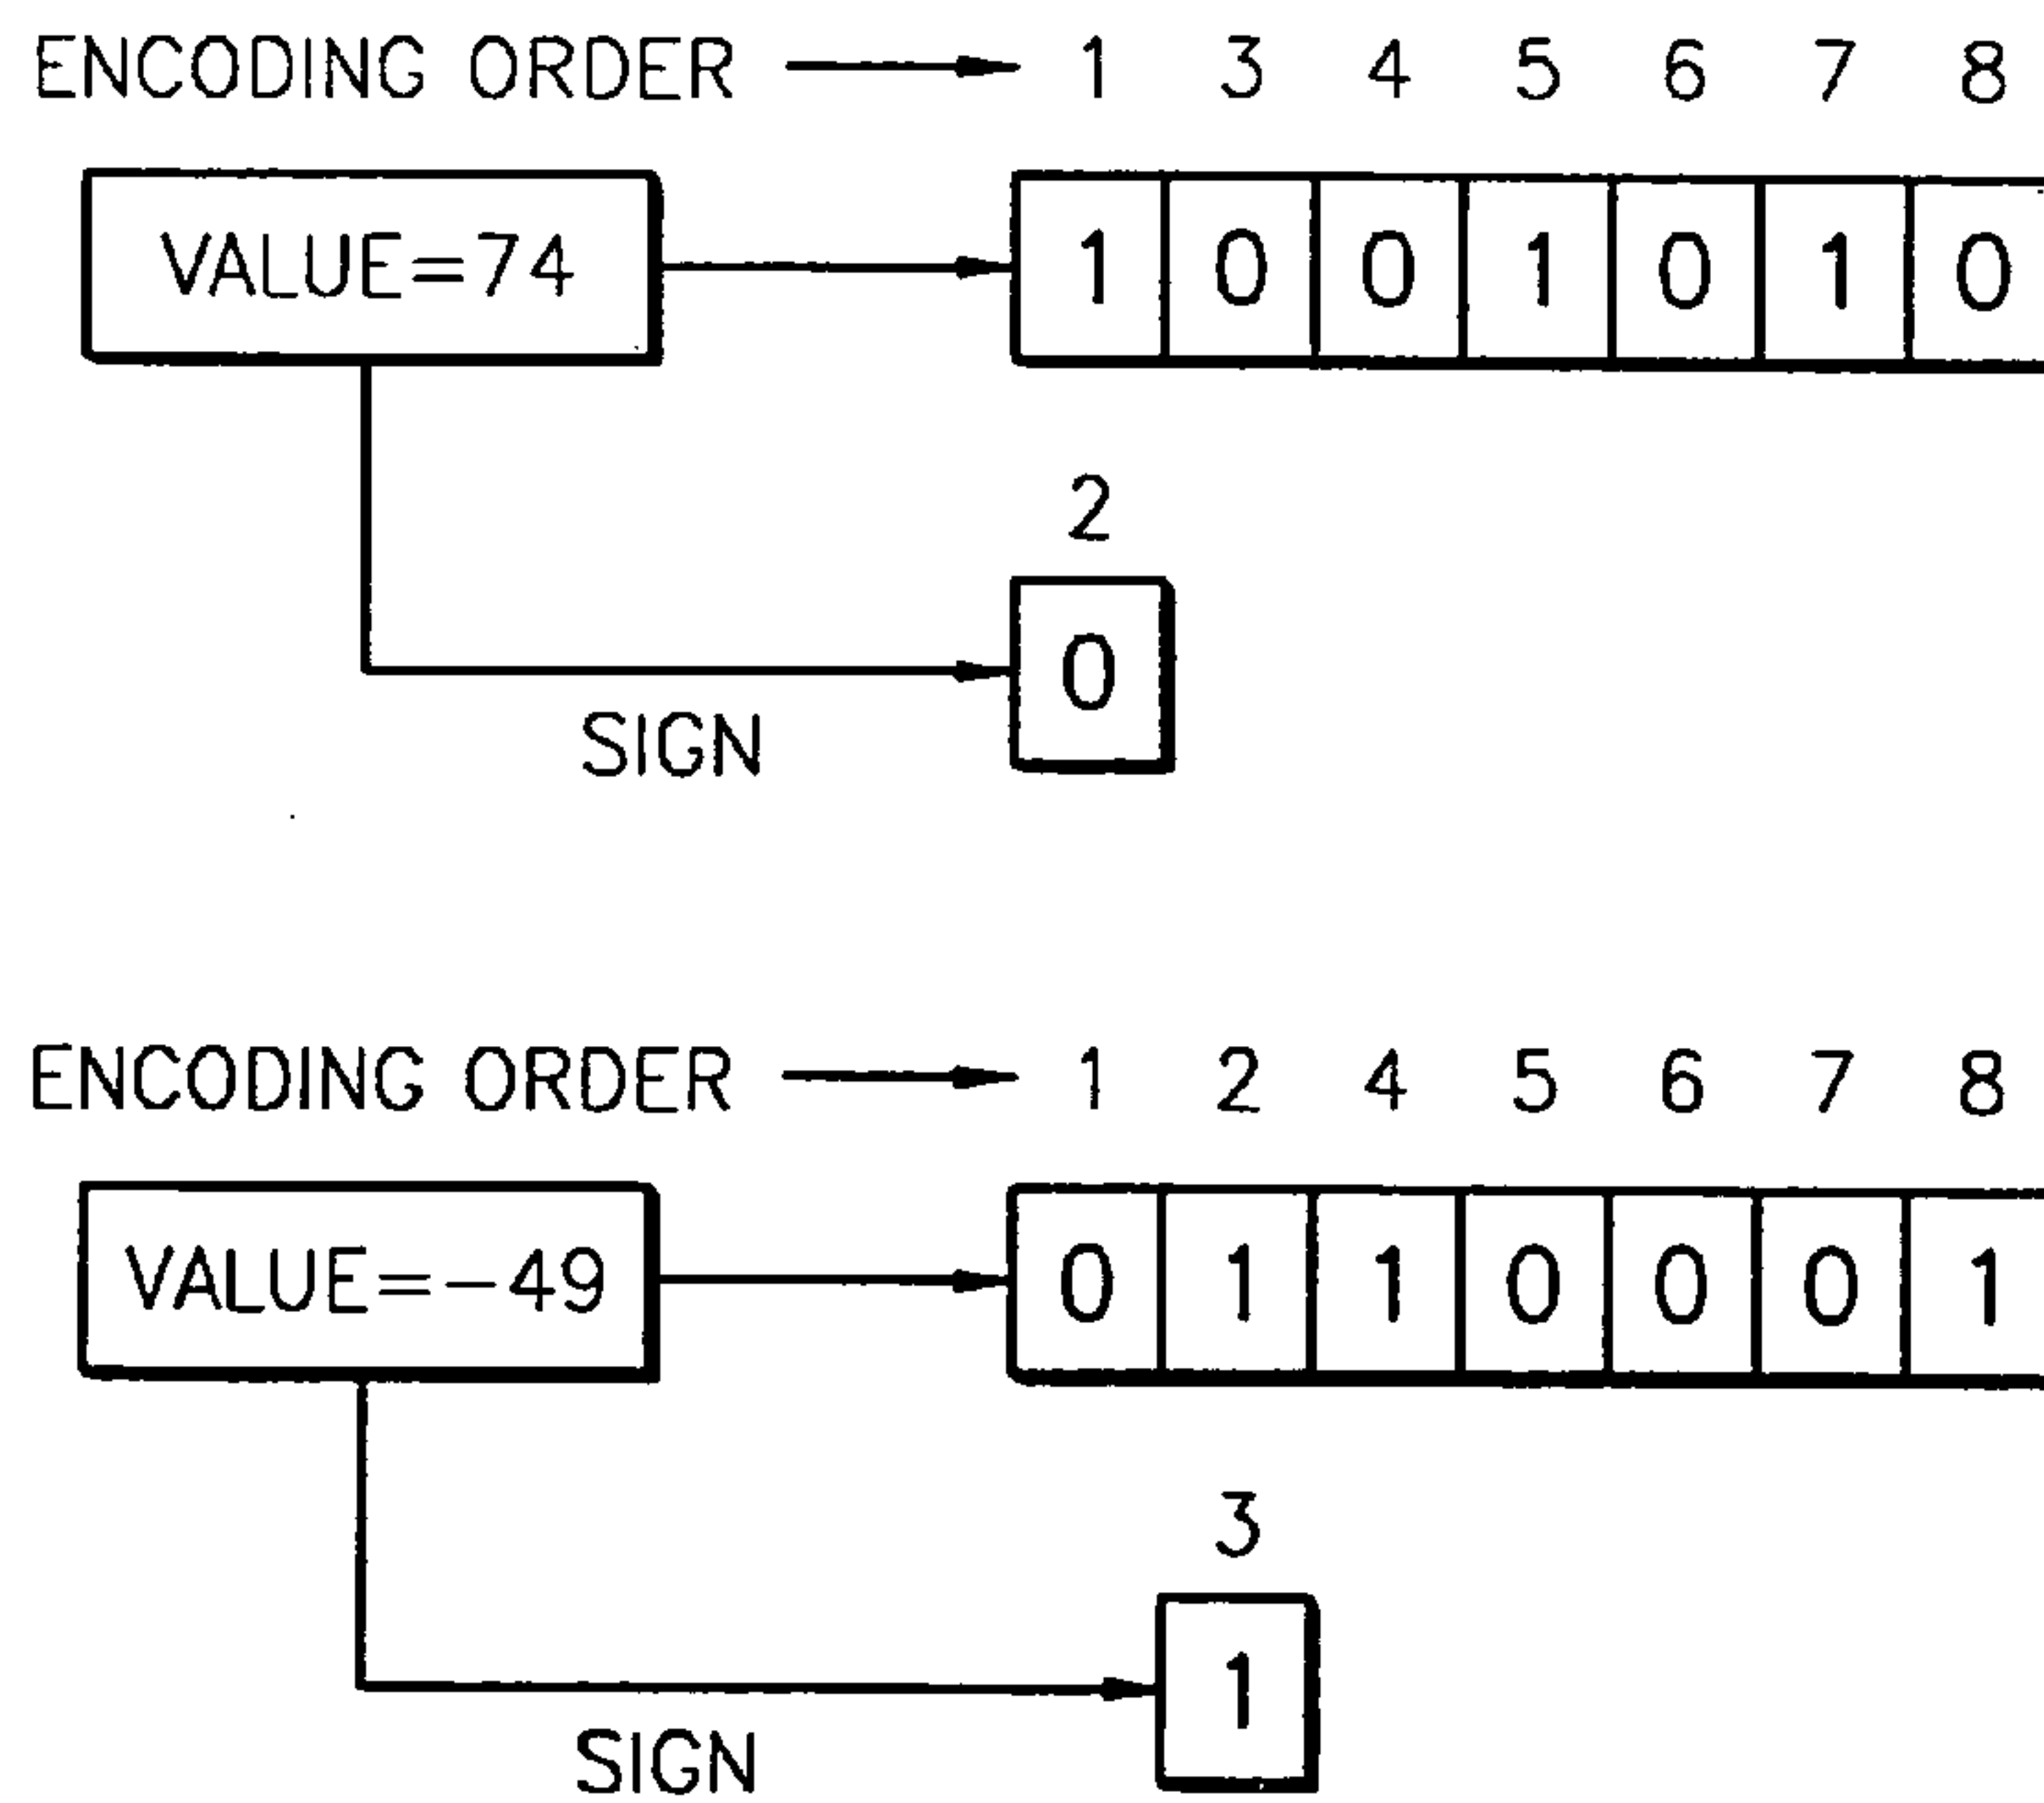 ENCODING ORDER 1 3 4 5 6 7 8
VALUE=74 1 0 0 1 0 1 0
2
0
SIGN
ENCODING ORDER 1 2 4 5 6 7 8
VALUE=-49 0 1 1 0 0 0 1
3
1
SIGN